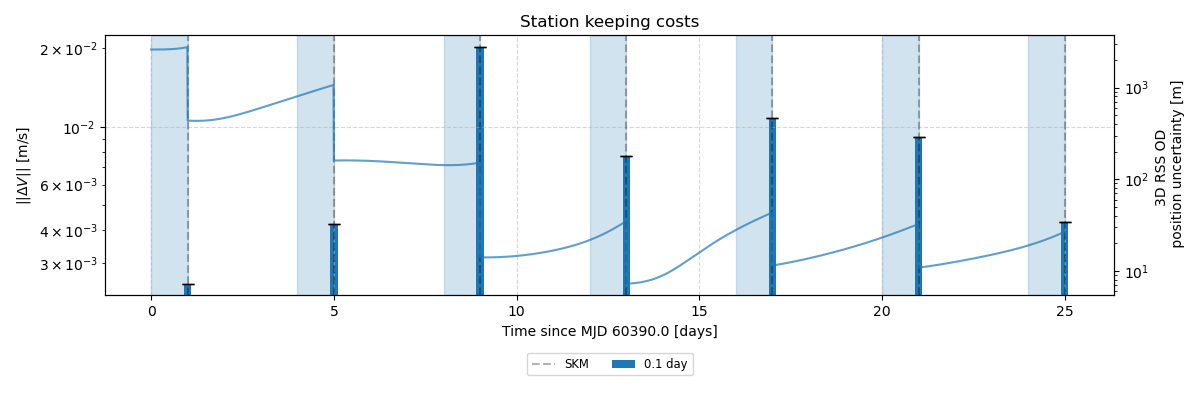 Station keeping costs
2 × 10⁻²
10⁻²
6 × 10⁻³
4 × 10⁻³
3 × 10⁻³
||ΔV|| [m/s]
10³
10²
10¹
3D RSS OD
position uncertainty [m]
0 5 10 15 20 25
Time since MJD 60390.0 [days]
SKM 0.1 day